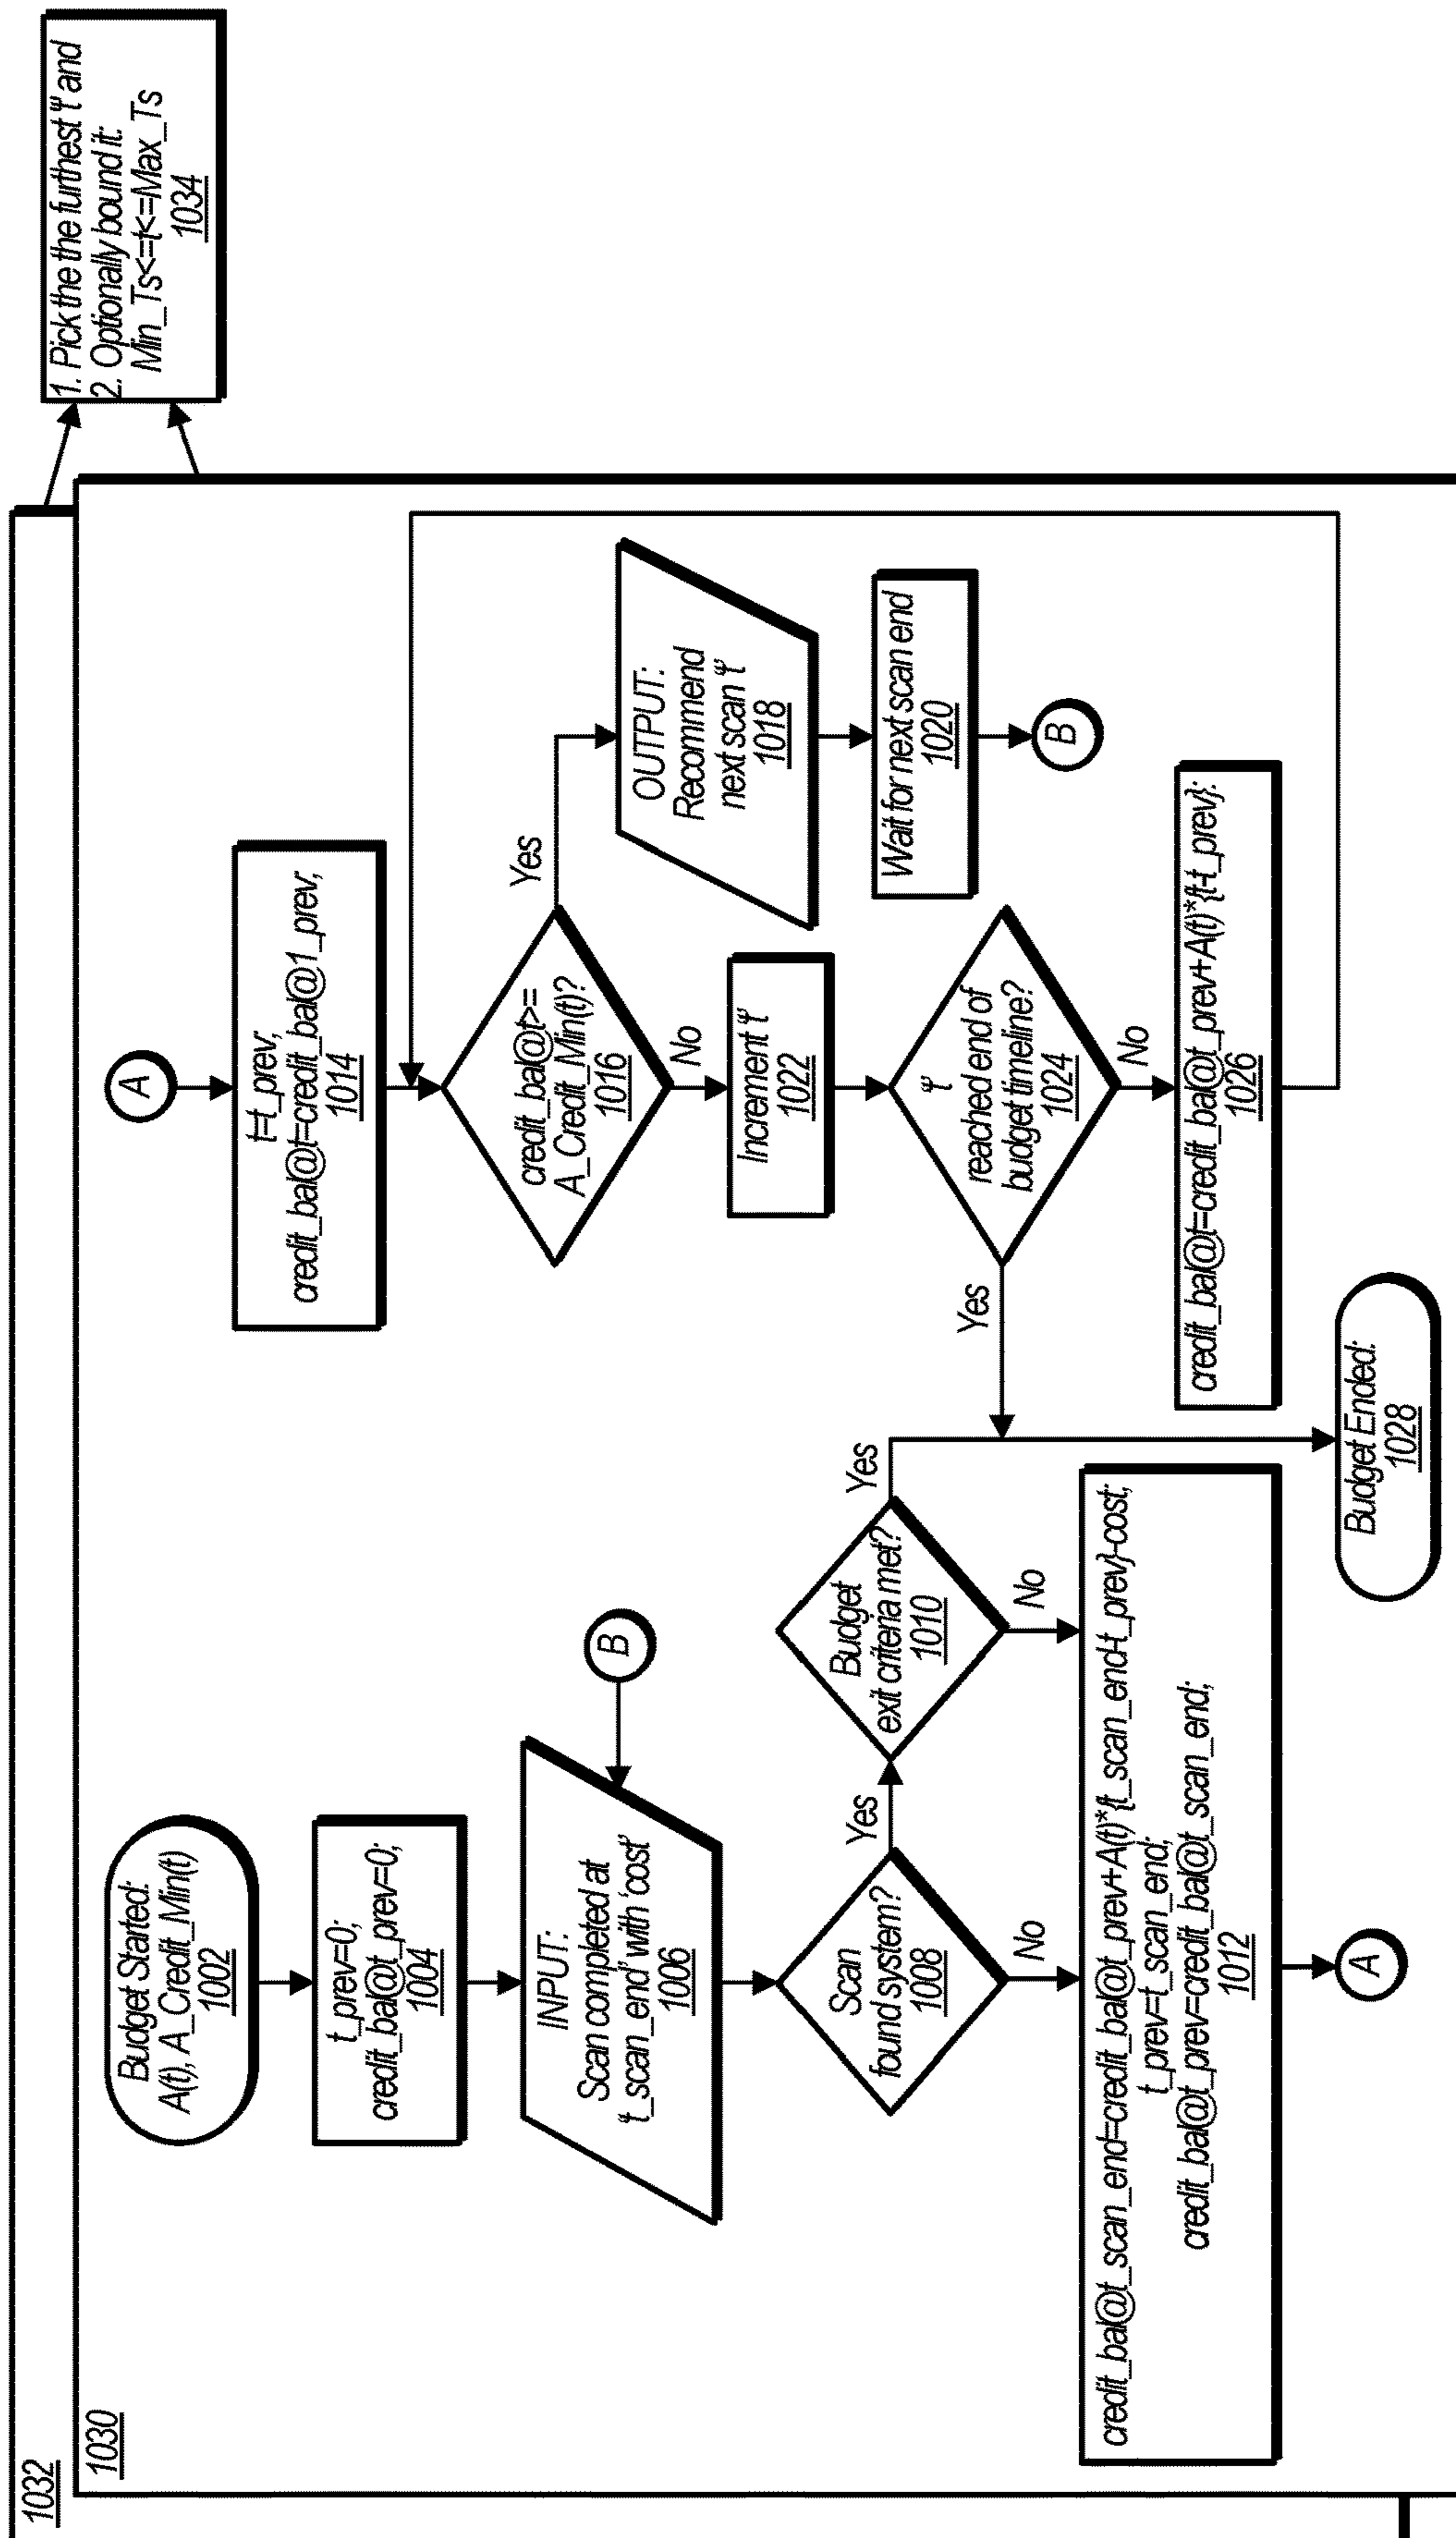 1032
1030
Budget Started:
A(t), A_Credit_Min(t)
1002
t_prev=0;
credit_bal@t_prev=0;
1004
INPUT:
Scan completed at
't_scan_end' with 'cost'
1006
B
Scan
found system?
1008
Yes
No
Budget
exit criteria met?
1010
Yes
No
credit_bal@t_scan_end=credit_bal@t_prev+A(t)*{t_scan_end-t_prev}-cost;
t_prev=t_scan_end;
credit_bal@t_prev=credit_bal@t_scan_end;
1012
A
Budget Ended:
1028
A
t=t_prev;
credit_bal@t=credit_bal@1_prev;
1014
credit_bal@t>=
A_Credit_Min(t)?
1016
Yes
No
OUTPUT:
Recommend
next scan 't'
1018
Wait for next scan end
1020
B
Increment 't'
1022
't'
reached end of
budget timeline?
1024
Yes
No
credit_bal@t=credit_bal@t_prev+A(t)*{t-t_prev}:
1026
1. Pick the the furthest 't' and
2. Optionally bound it:
Min_Ts<=t<=Max_Ts
1034